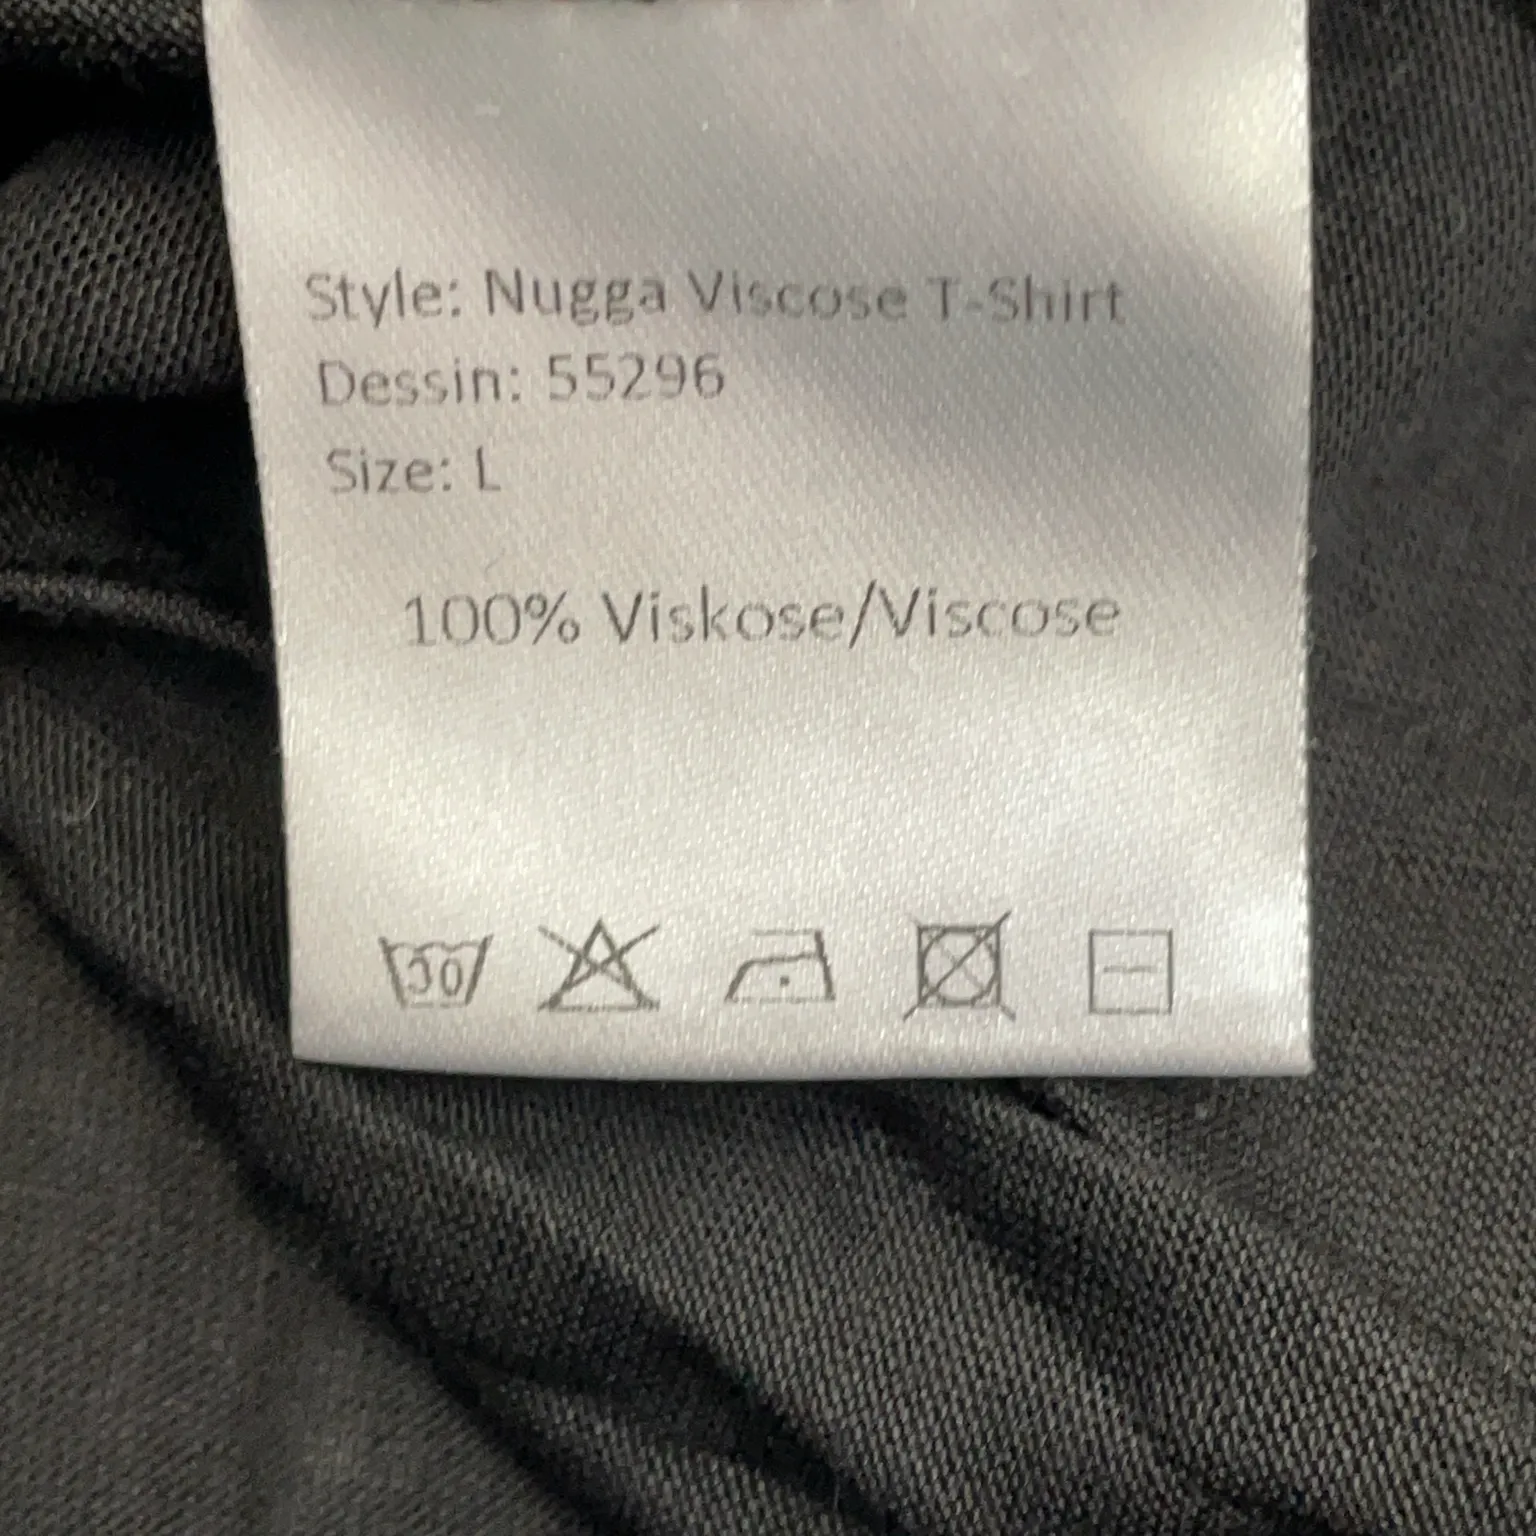 Style: Nugga Viscose T-Shirt
Dessin: 55296
Size: L
100% Viskose/Viscose
30